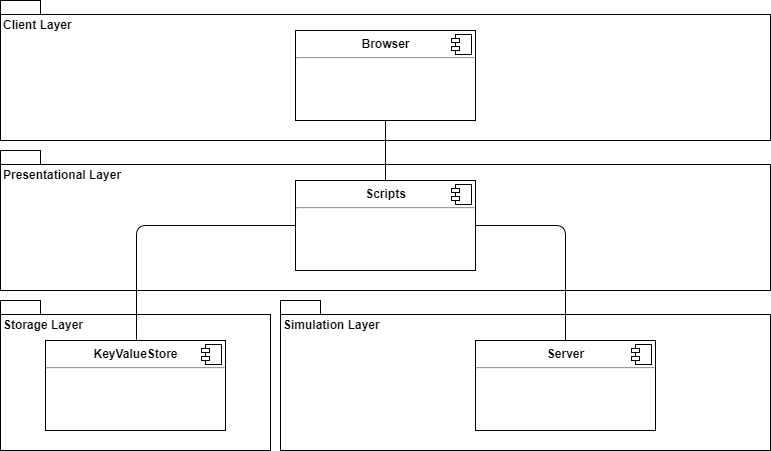 Client Layer
Browser
Presentational Layer
Scripts
Storage Layer
Simulation Layer
KeyValueStore
Server